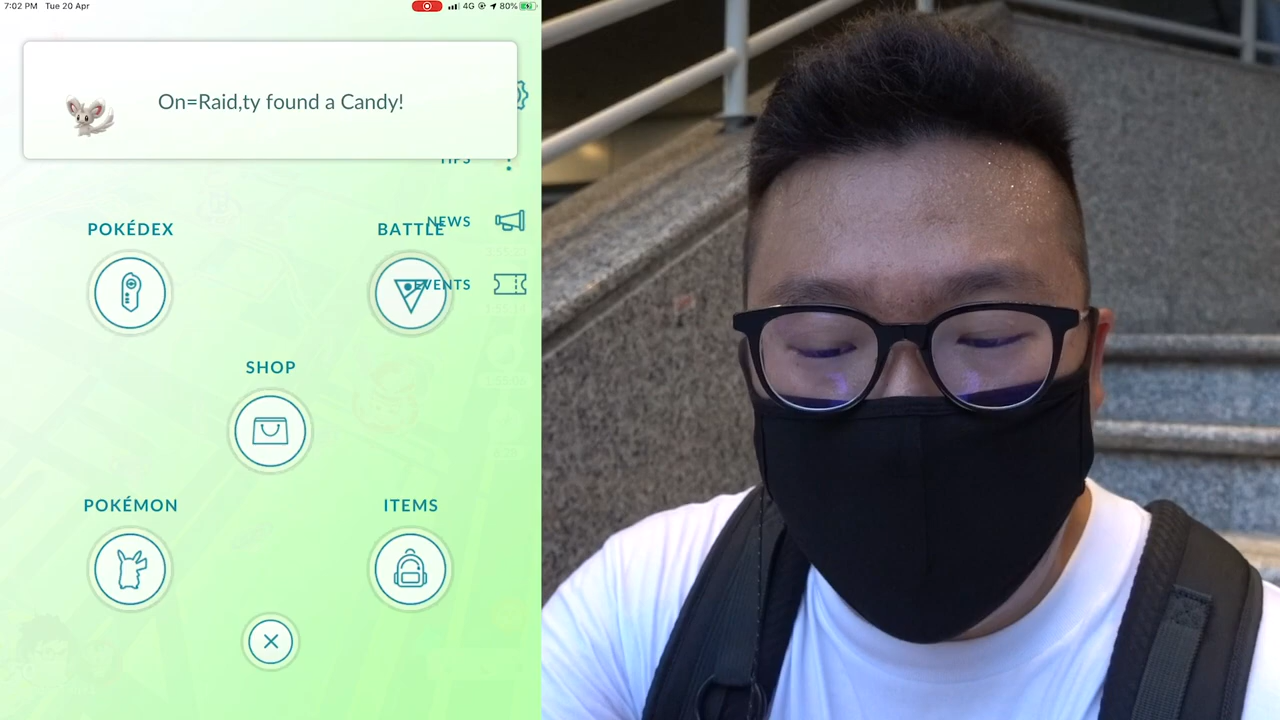 7:02 PM Tue 20 Apr
4G 80%
On=Raid,ty found a Candy!
TIPS
NEWS
POKÉDEX
BATTLE
EVENTS
SHOP
POKÉMON
ITEMS